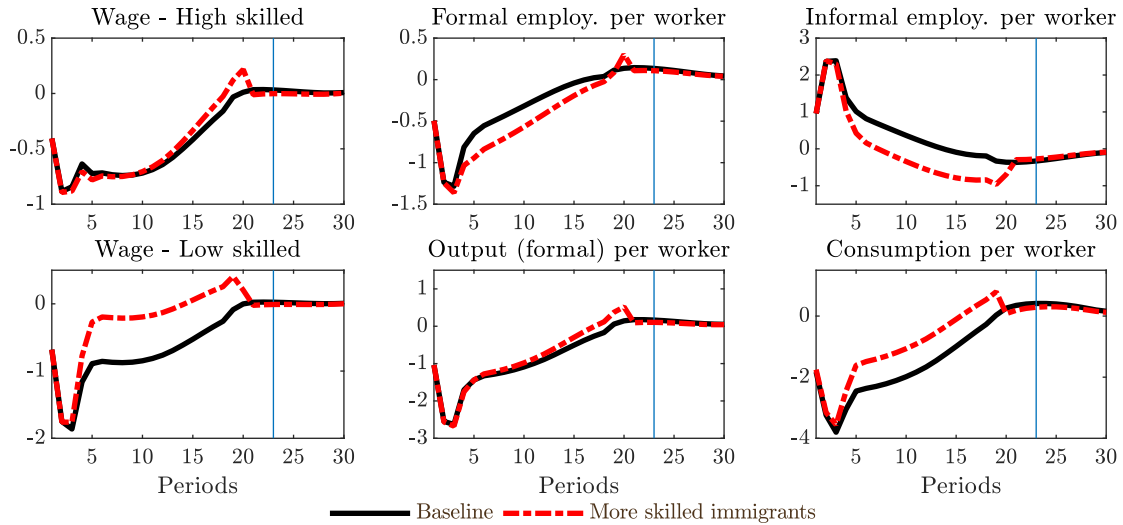 Wage - High skilled
Formal employ. per worker
Informal employ. per worker
0.5
0
-0.5
-1
5 10 15 20 25 30
0.5
0
-0.5
-1
-1.5
5 10 15 20 25 30
3
2
1
0
-1
5 10 15 20 25 30
Wage - Low skilled
Output (formal) per worker
Consumption per worker
0
-1
-2
5 10 15 20 25 30
Periods
2
1
0
-1
-2
-3
5 10 15 20 25 30
Periods
2
0
-2
-4
5 10 15 20 25 30
Periods
Baseline
More skilled immigrants